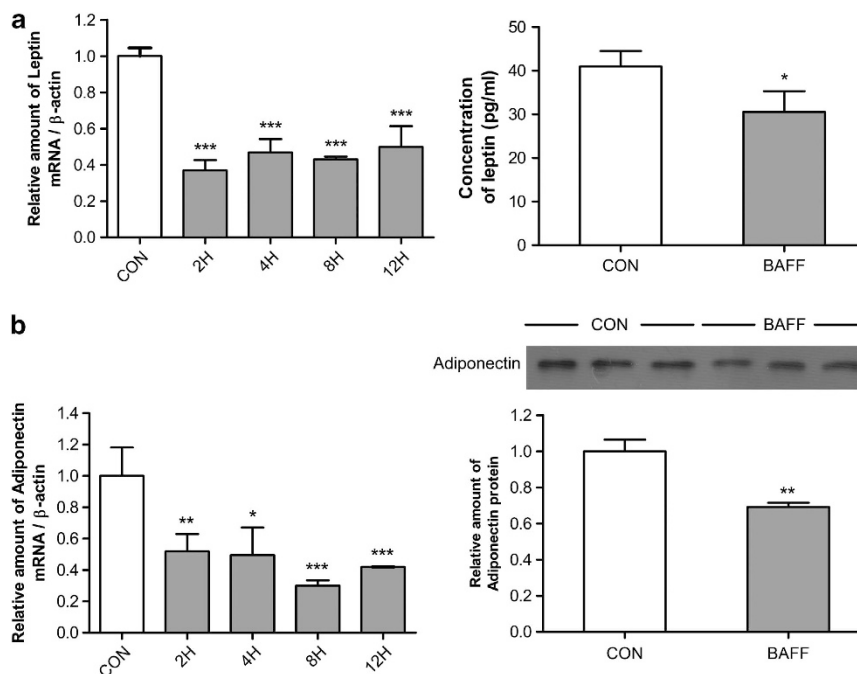 a
Relative amount of Leptin
mRNA / β-actin
1.2
1.0
0.8
0.6
0.4
0.2
0.0
***
***
***
***
CON
2H
4H
8H
12H
Concentration
of leptin (pg/ml)
50
40
30
20
10
0
*
CON
BAFF
b
Relative amount of Adiponectin
mRNA / β-actin
1.4
1.2
1.0
0.8
0.6
0.4
0.2
0.0
**
*
***
***
CON
2H
4H
8H
12H
CON
BAFF
Adiponectin
Relative amount of
Adiponectin protein
1.2
1.0
0.8
0.6
0.4
0.2
0.0
**
CON
BAFF